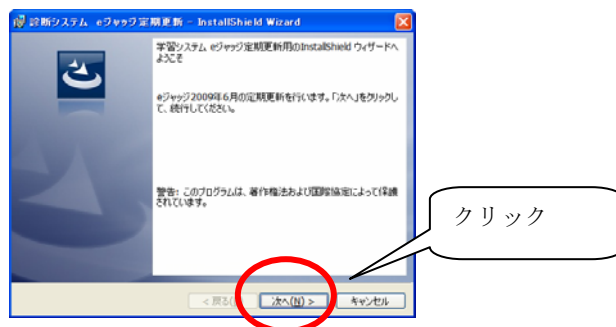 診断システム eジャッジ定期更新 - InstallShield Wizard
学習システム eジャッジ定期更新用のInstallShield ウィザードへ
ようこそ
eジャッジ2009年6月の定期更新を行います。「次へ」をクリックし
て、続行してください。
警告: このプログラムは、著作権法および国際協定によって保護
されています。
クリック
< 戻る(
次へ(N) >
キャンセル